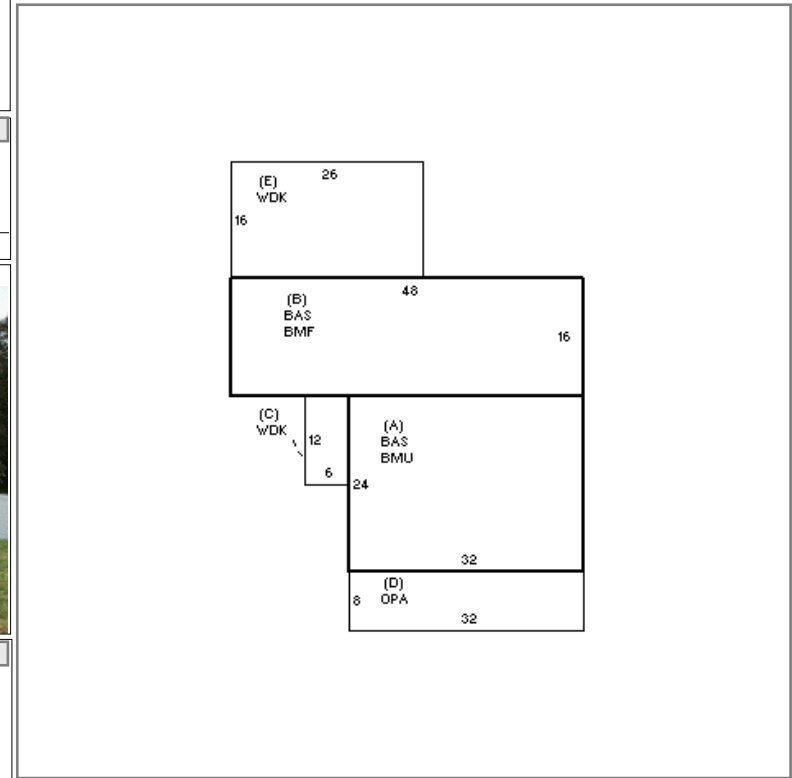 26
(E)
WDK
16
48
(B)
BAS
BMF
16
(C)
WDK
12
6
(A)
BAS
BMU
24
32
(D)
OPA
8
32